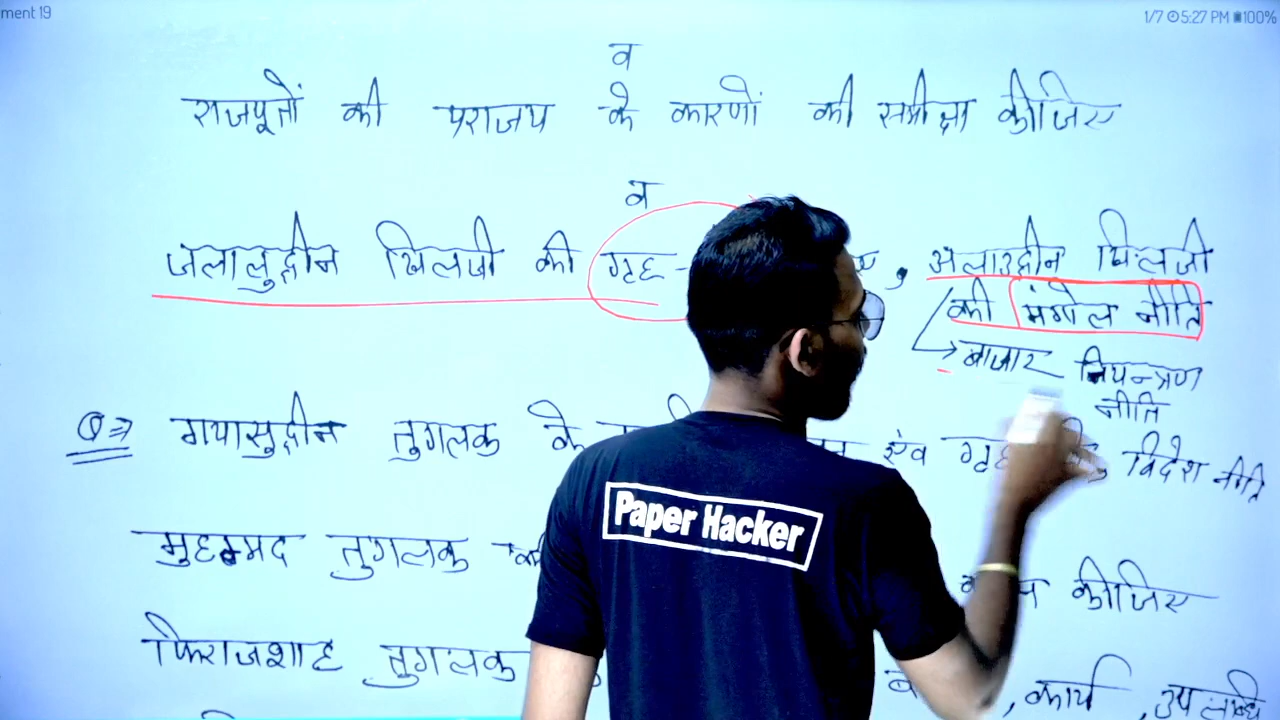 ment 19
1/7 5:27 PM 100%
व
राजपूतों की पराजय के कारणों की समीक्षा कीजिए
व
जलालुद्दीन खिलजी की गृह - , अलाउद्दीन खिलजी
की मंगोल नीति
→ बाजार नियन्त्रण
नीति
Q⇒ गयासुद्दीन तुगलक के एंव गृह विदेश नीति
मुहम्मद तुगलक कीजिए
फिराजशाह तुगलक , कार्य , उपलब्धि
Paper Hacker